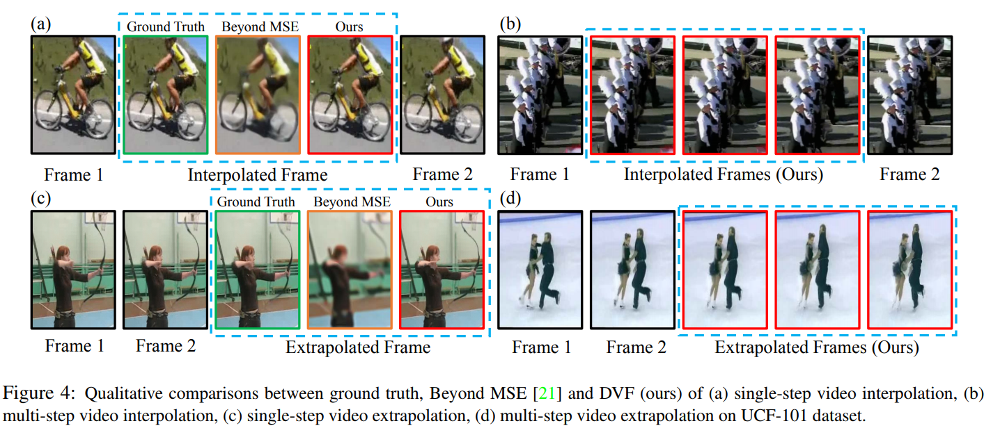 (a)
Ground Truth Beyond MSE Ours
Frame 1 Interpolated Frame Frame 2
(b)
Frame 1 Interpolated Frames (Ours) Frame 2
(c)
Ground Truth Beyond MSE Ours
Frame 1 Frame 2 Extrapolated Frame
(d)
Frame 1 Frame 2 Extrapolated Frames (Ours)
Figure 4: Qualitative comparisons between ground truth, Beyond MSE [21] and DVF (ours) of (a) single-step video interpolation, (b)
multi-step video interpolation, (c) single-step video extrapolation, (d) multi-step video extrapolation on UCF-101 dataset.